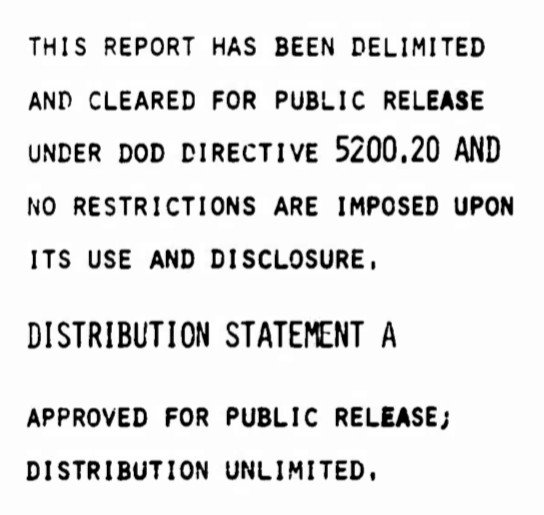 THIS REPORT HAS BEEN DELIMITED
AND CLEARED FOR PUBLIC RELEASE
UNDER DOD DIRECTIVE 5200.20 AND
NO RESTRICTIONS ARE IMPOSED UPON
ITS USE AND DISCLOSURE.
DISTRIBUTION STATEMENT A
APPROVED FOR PUBLIC RELEASE;
DISTRIBUTION UNLIMITED.